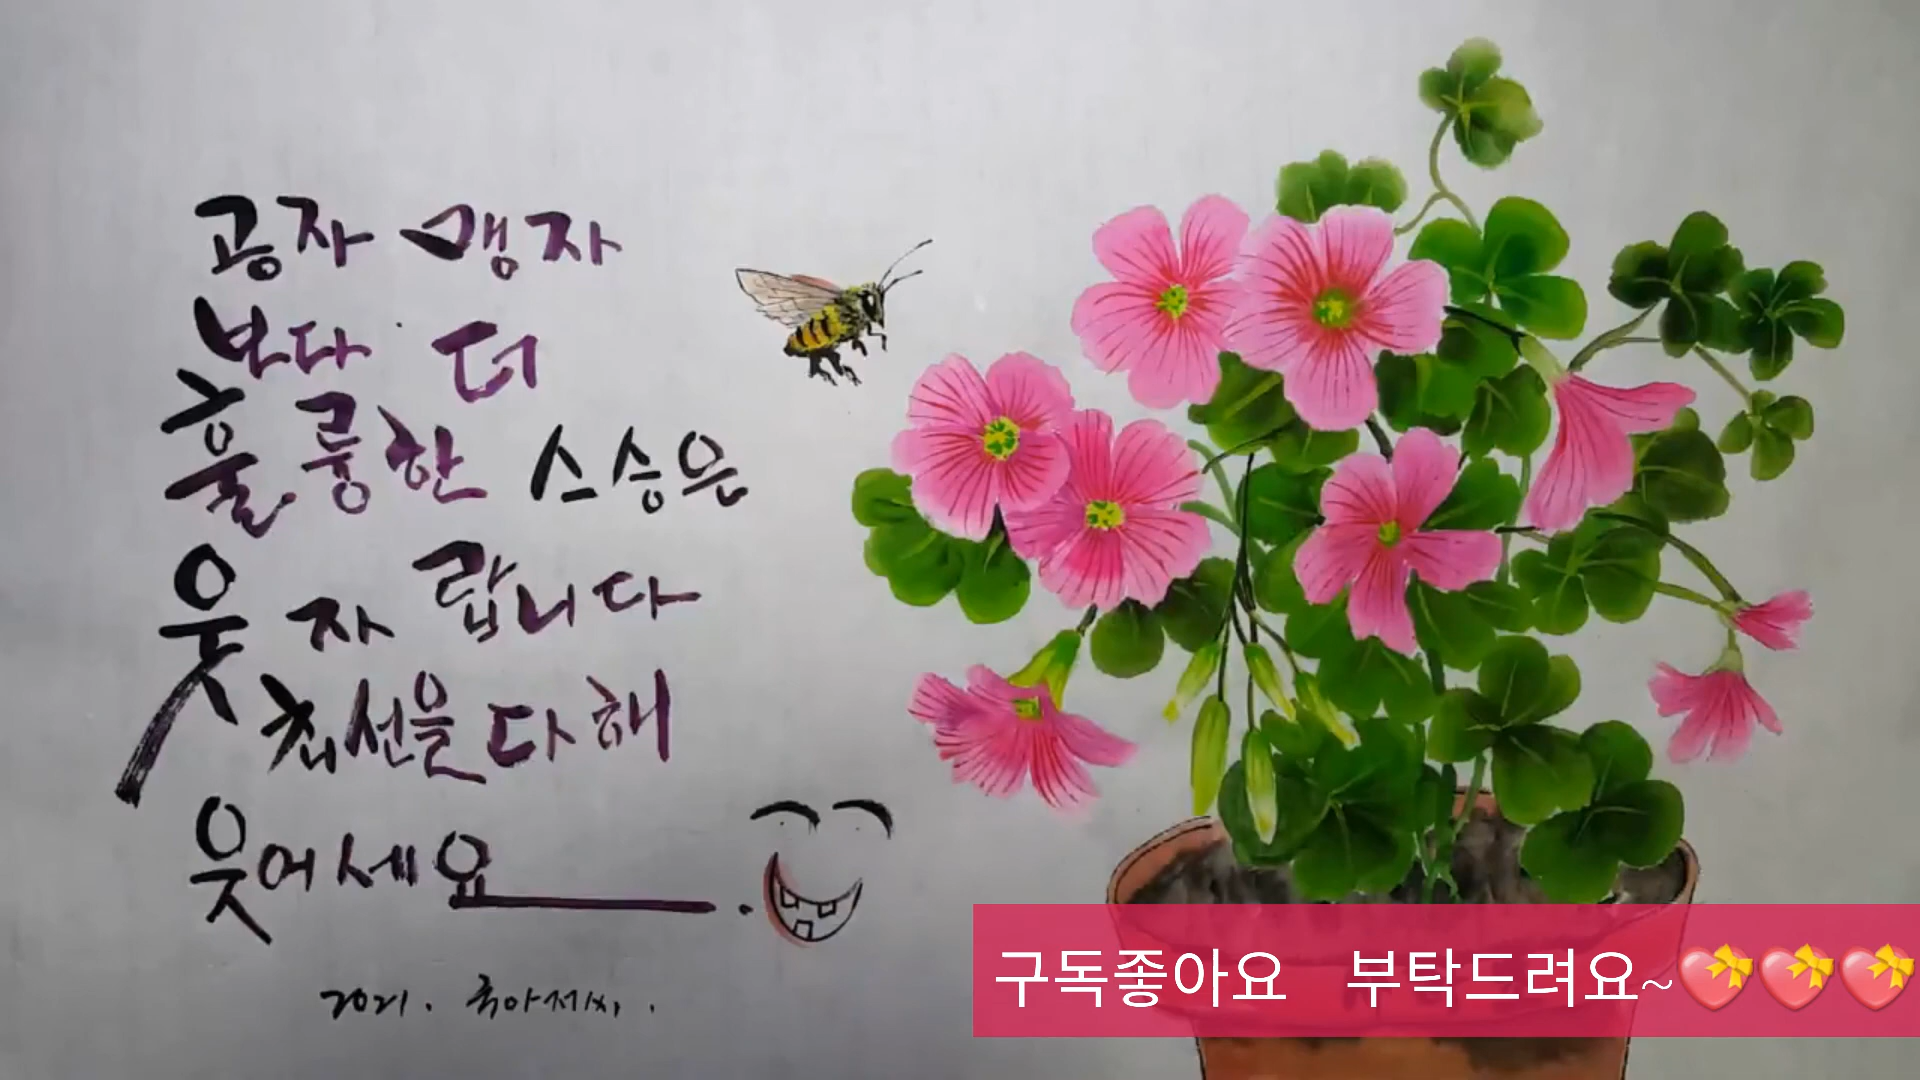 공자 맹자
보다 더
훌륭한 스승은
웃자 랍니다
최선을 다해
웃어세요
2021.
구독좋아요 부탁드려요~💝💝💝